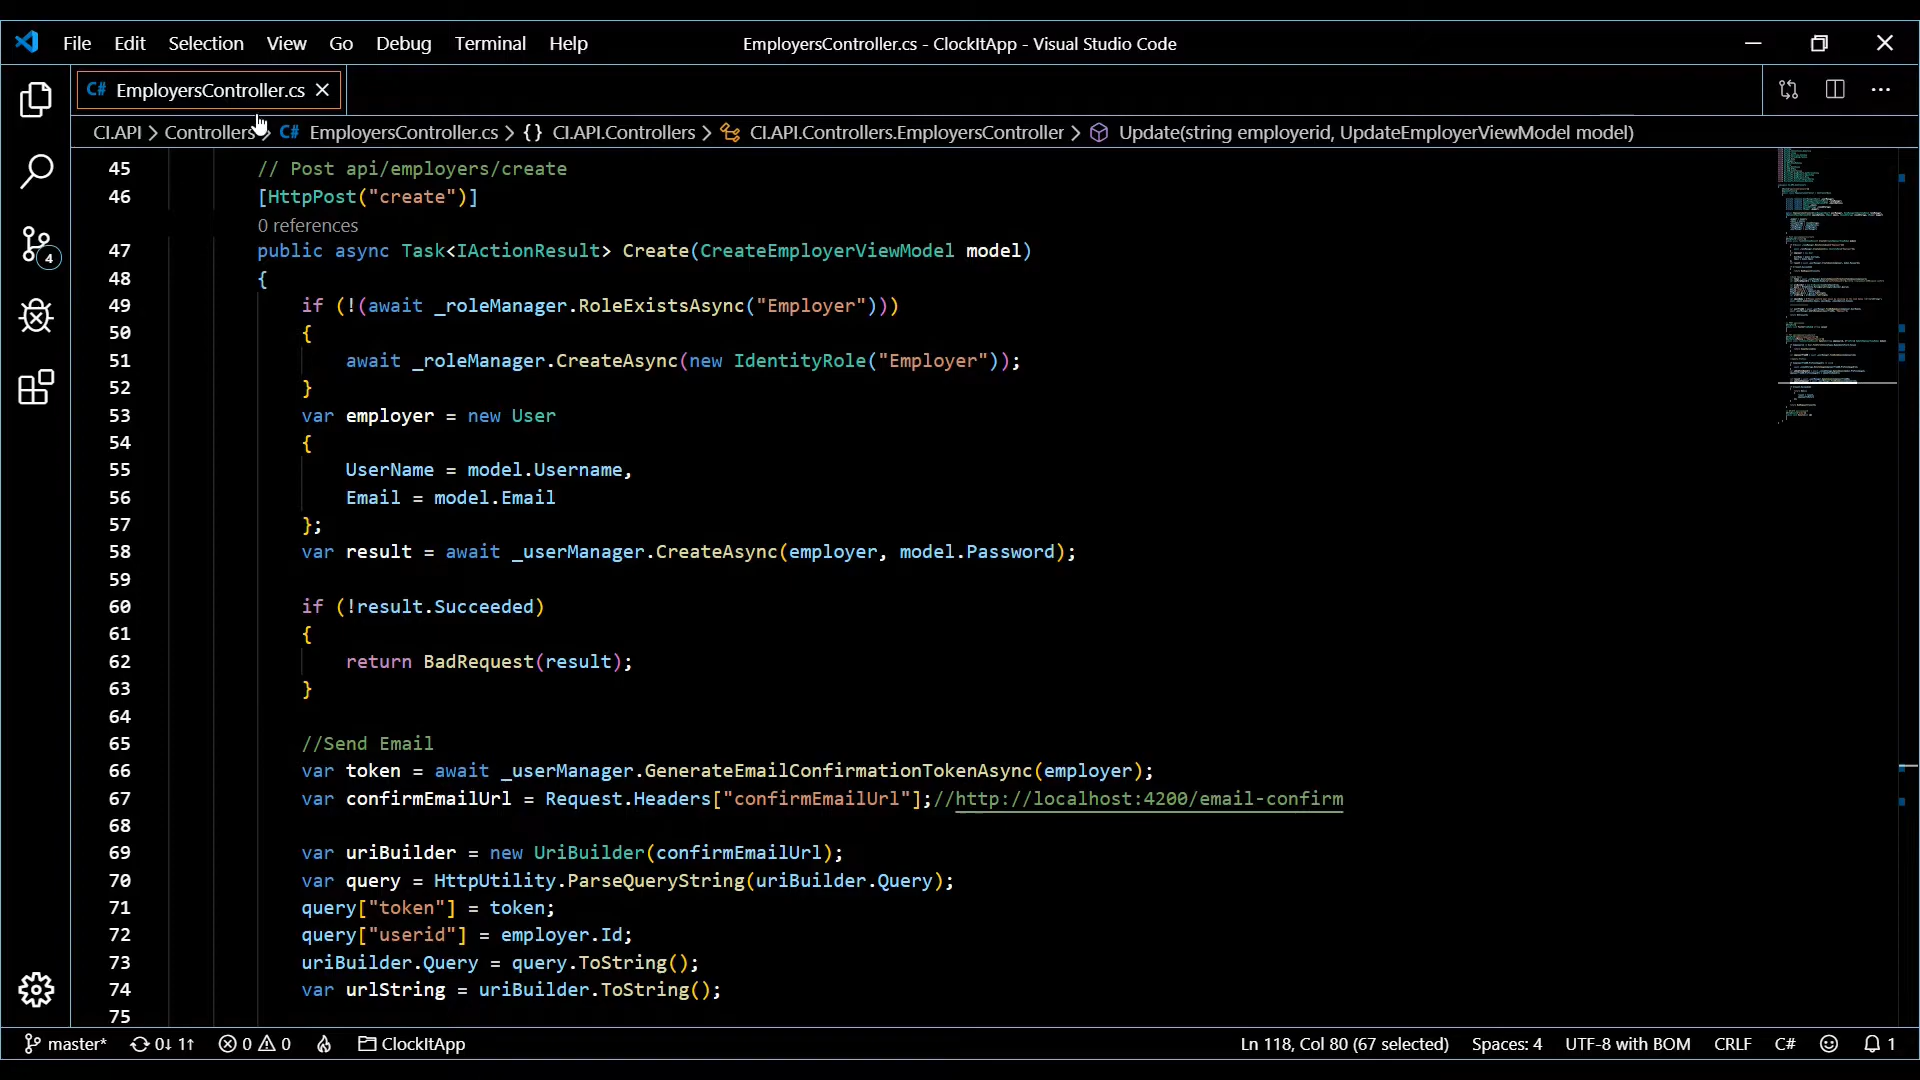 File Edit Selection View Go Debug Terminal Help EmployersController.cs - ClockItApp - Visual Studio Code
C# EmployersController.cs
CI.API > Controllers > C# EmployersController.cs > {} CI.API.Controllers > CI.API.Controllers.EmployersController > Update(string employerid, UpdateEmployerViewModel model)
45 // Post api/employers/create
46 [HttpPost("create")]
0 references
47 public async Task<IActionResult> Create(CreateEmployerViewModel model)
48 {
49 if (!(await _roleManager.RoleExistsAsync("Employer")))
50 {
51 await _roleManager.CreateAsync(new IdentityRole("Employer"));
52 }
53 var employer = new User
54 {
55 UserName = model.Username,
56 Email = model.Email
57 };
58 var result = await _userManager.CreateAsync(employer, model.Password);
59
60 if (!result.Succeeded)
61 {
62 return BadRequest(result);
63 }
64
65 //Send Email
66 var token = await _userManager.GenerateEmailConfirmationTokenAsync(employer);
67 var confirmEmailUrl = Request.Headers["confirmEmailUrl"];//http://localhost:4200/email-confirm
68
69 var uriBuilder = new UriBuilder(confirmEmailUrl);
70 var query = HttpUtility.ParseQueryString(uriBuilder.Query);
71 query["token"] = token;
72 query["userid"] = employer.Id;
73 uriBuilder.Query = query.ToString();
74 var urlString = uriBuilder.ToString();
75
4
master* 0↓ 1↑ 0 0 ClockItApp Ln 118, Col 80 (67 selected) Spaces: 4 UTF-8 with BOM CRLF C# 1